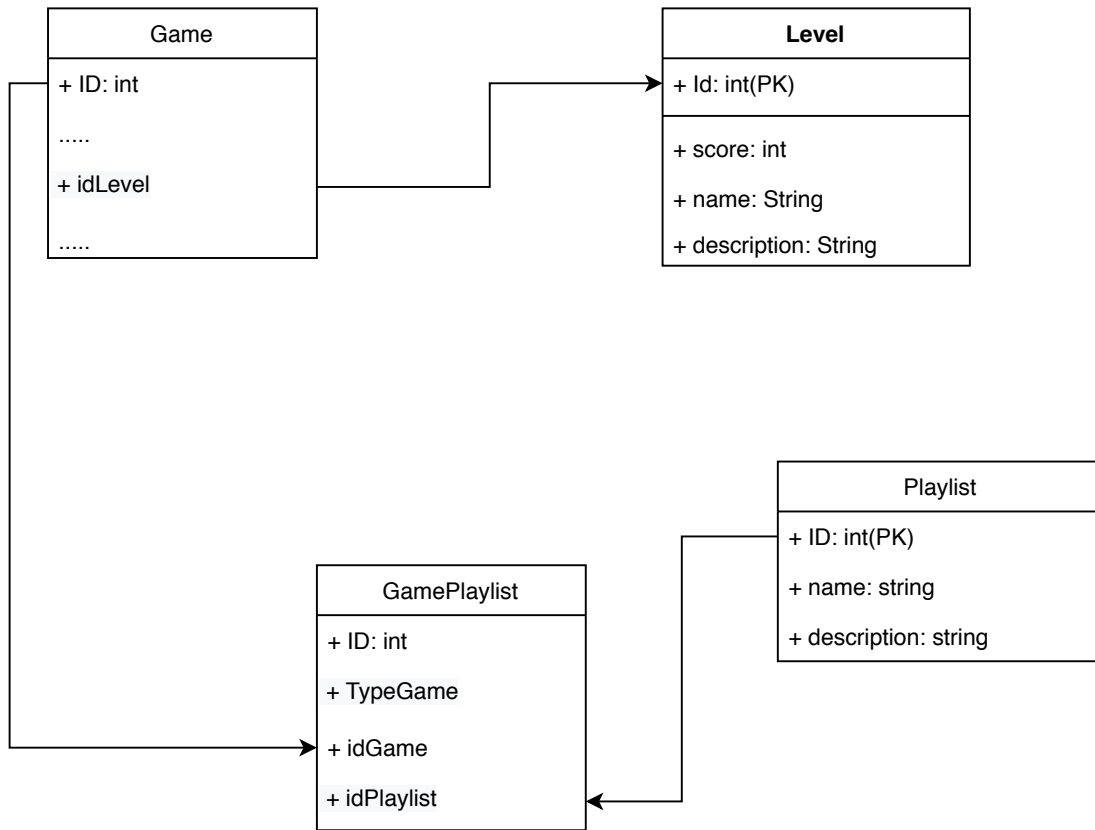 Game
+ ID: int
.....
+ idLevel
.....
Level
+ Id: int(PK)
+ score: int
+ name: String
+ description: String
Playlist
+ ID: int(PK)
+ name: string
+ description: string
GamePlaylist
+ ID: int
+ TypeGame
+ idGame
+ idPlaylist